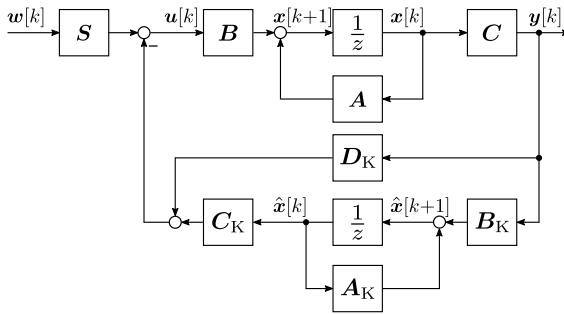 w[k] S u[k] B x[k+1] 1/z x[k] C y[k]
−
A
D_K
C_K x̂[k] 1/z x̂[k+1] B_K
A_K